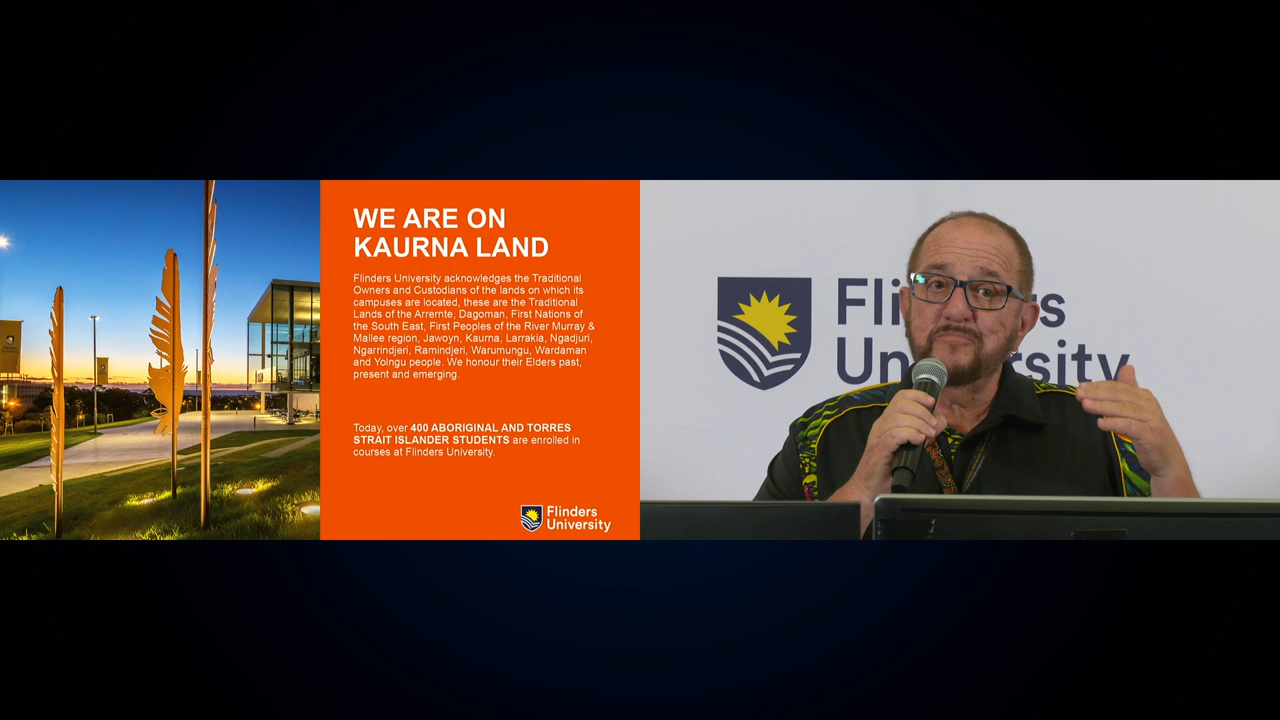 WE ARE ON
KAURNA LAND
Flinders University acknowledges the Traditional
Owners and Custodians of the lands on which its
campuses are located, these are the Traditional
Lands of the Arrernte, Dagoman, First Nations of
the South East, First Peoples of the River Murray &
Mallee region, Jawoyn, Kaurna, Larrakia, Ngadjuri,
Ngarrindjeri, Ramindjeri, Warumungu, Wardaman
and Yolngu people. We honour their Elders past,
present and emerging.
Today, over 400 ABORIGINAL AND TORRES
STRAIT ISLANDER STUDENTS are enrolled in
courses at Flinders University.
Flinders
University
Flinders
University